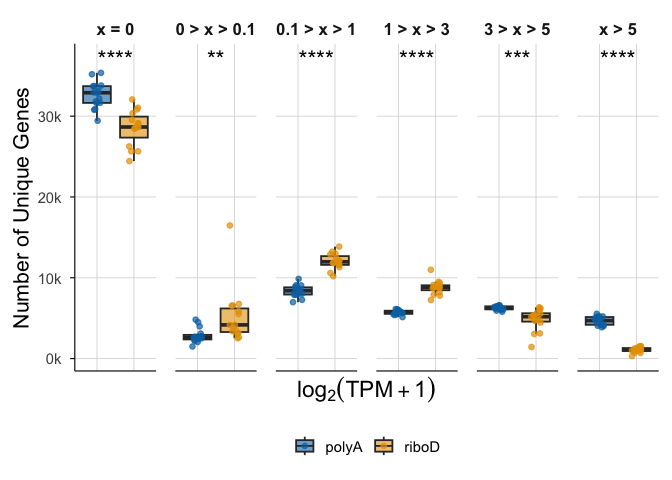 x = 0
0 > x > 0.1
0.1 > x > 1
1 > x > 3
3 > x > 5
x > 5
****
**
****
****
***
****
Number of Unique Genes
30k
20k
10k
0k
log₂(TPM + 1)
polyA
riboD